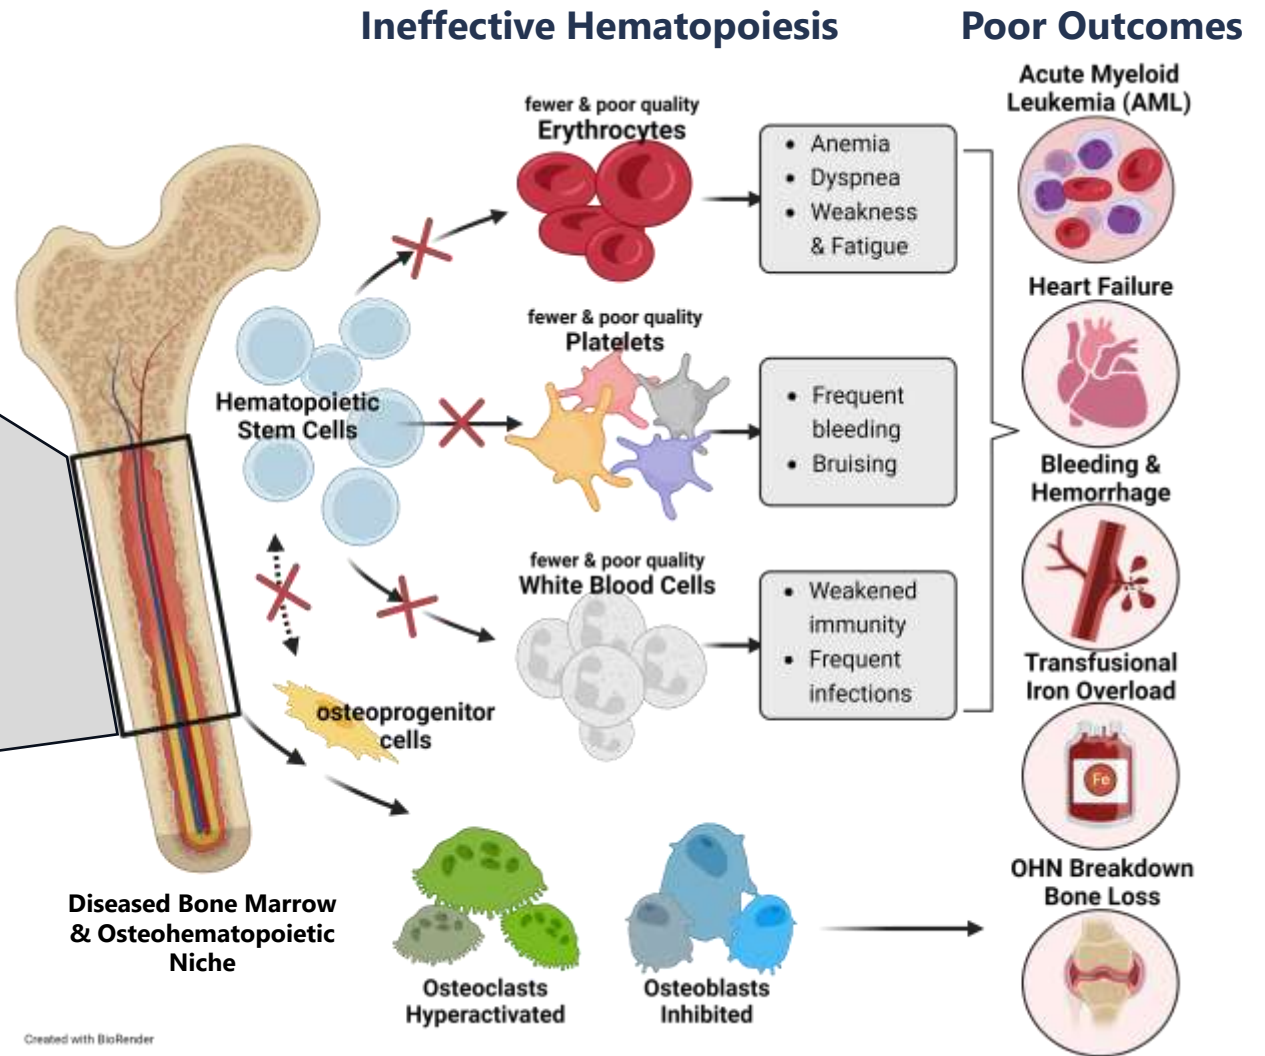 Ineffective Hematopoiesis
Poor Outcomes
fewer & poor quality
Erythrocytes
• Anemia
• Dyspnea
• Weakness
& Fatigue
Hematopoietic
Stem Cells
fewer & poor quality
Platelets
• Frequent
bleeding
• Bruising
fewer & poor quality
White Blood Cells
• Weakened
immunity
• Frequent
infections
osteoprogenitor
cells
Diseased Bone Marrow
& Osteohematopoietic
Niche
Osteoclasts
Hyperactivated
Osteoblasts
Inhibited
Acute Myeloid
Leukemia (AML)
Heart Failure
Bleeding &
Hemorrhage
Transfusional
Iron Overload
Fe
OHN Breakdown
Bone Loss
Created with BioRender